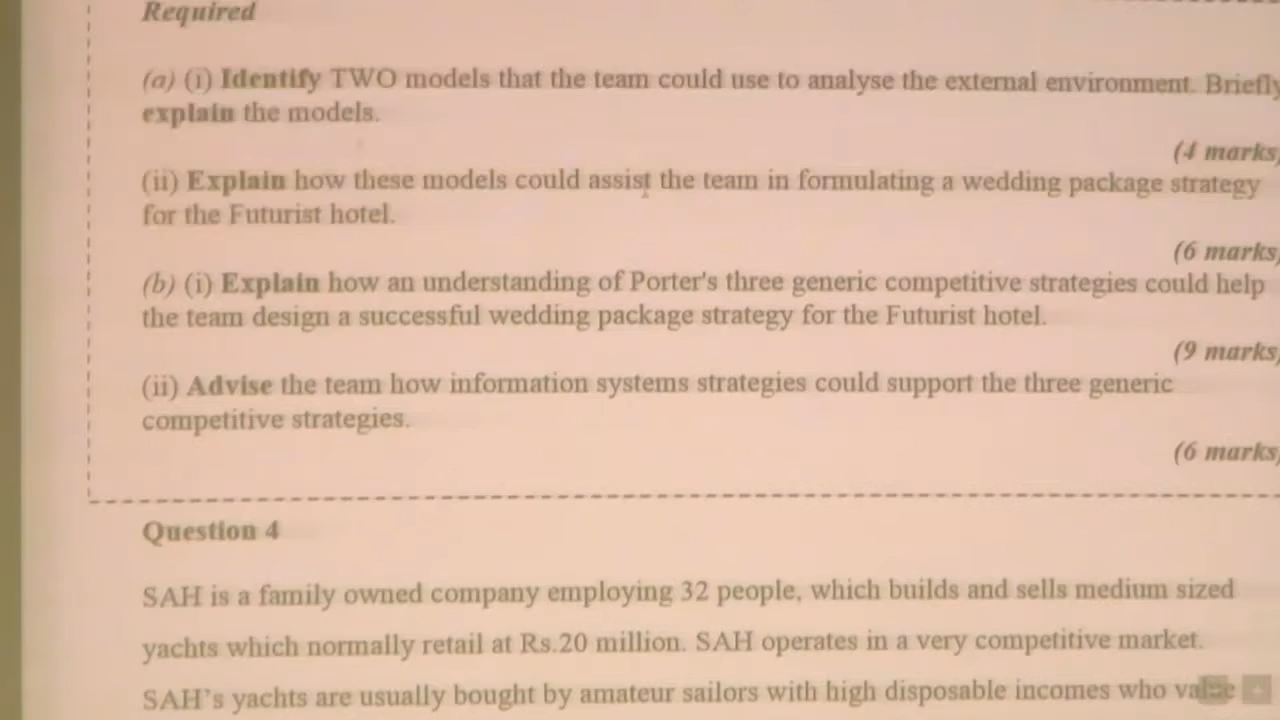 Required
(a) (i) Identify TWO models that the team could use to analyse the external environment. Briefly
explain the models.
(4 marks)
(ii) Explain how these models could assist the team in formulating a wedding package strategy
for the Futurist hotel.
(6 marks)
(b) (i) Explain how an understanding of Porter's three generic competitive strategies could help
the team design a successful wedding package strategy for the Futurist hotel.
(9 marks)
(ii) Advise the team how information systems strategies could support the three generic
competitive strategies.
(6 marks)
Question 4
SAH is a family owned company employing 32 people, which builds and sells medium sized
yachts which normally retail at Rs.20 million. SAH operates in a very competitive market.
SAH's yachts are usually bought by amateur sailors with high disposable incomes who value